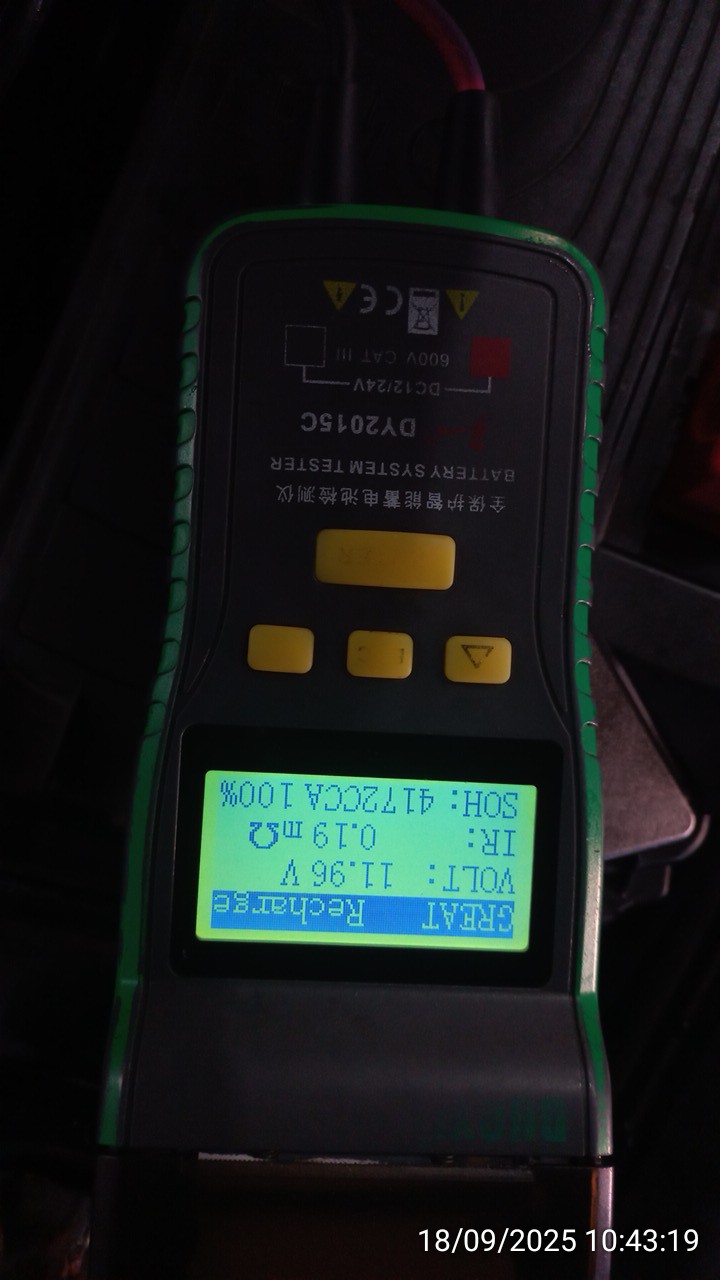 GREAT Recharge
VOLT: 11.96 V
IR: 0.19 mΩ
SOH: 4172CCA 100%
全保护智能蓄电池检测仪
BATTERY SYSTEM TESTER
DY2015C
DC12/24V
600V CAT III
CE
18/09/2025 10:43:19